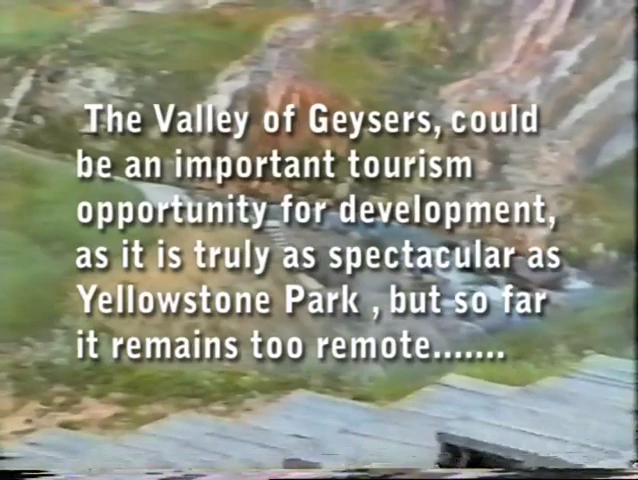 The Valley of Geysers, could
be an important tourism
opportunity for development,
as it is truly as spectacular as
Yellowstone Park , but so far
it remains too remote.......